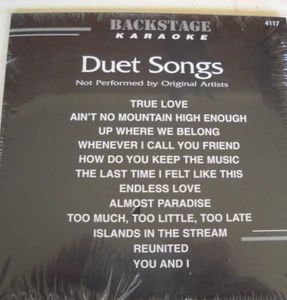 BACKSTAGE
KARAOKE
4117
Duet Songs
Not Performed by Original Artists
TRUE LOVE
AIN'T NO MOUNTAIN HIGH ENOUGH
UP WHERE WE BELONG
WHENEVER I CALL YOU FRIEND
HOW DO YOU KEEP THE MUSIC
THE LAST TIME I FELT LIKE THIS
ENDLESS LOVE
ALMOST PARADISE
TOO MUCH, TOO LITTLE, TOO LATE
ISLANDS IN THE STREAM
REUNITED
YOU AND I